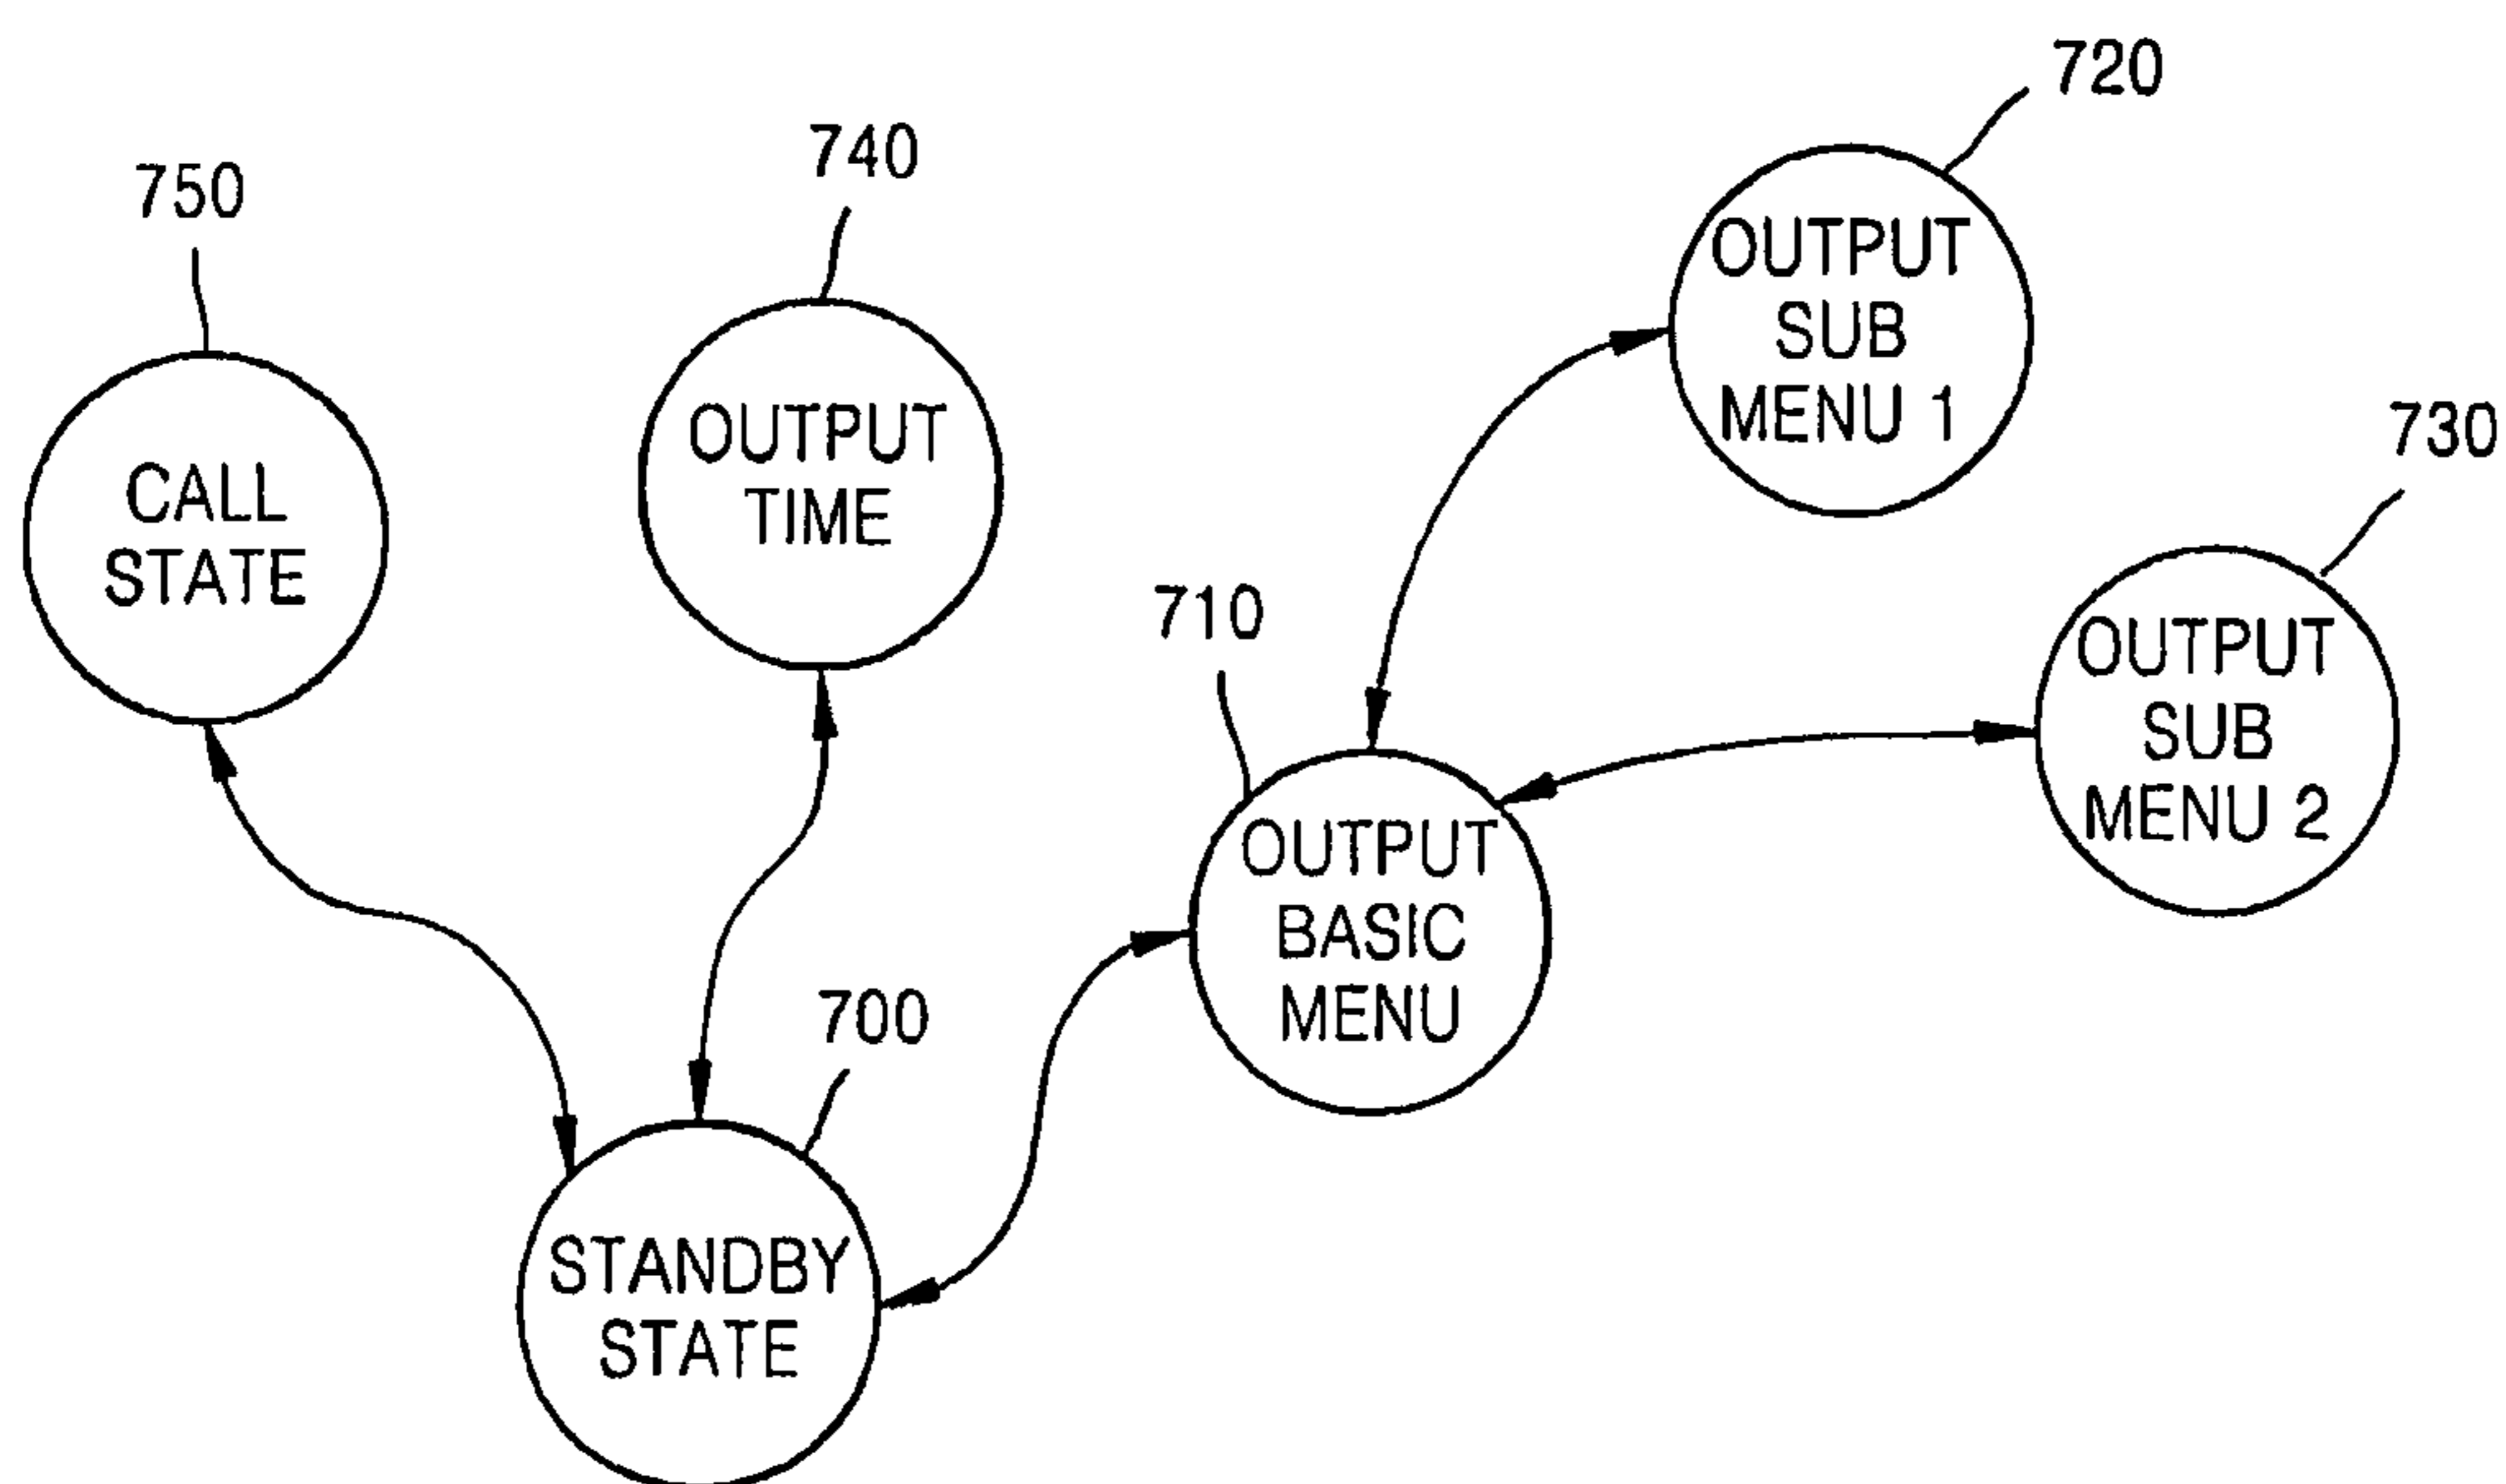 720
740
750
OUTPUT
SUB
MENU 1
730
OUTPUT
TIME
CALL
STATE
710
OUTPUT
SUB
MENU 2
OUTPUT
BASIC
MENU
700
STANDBY
STATE